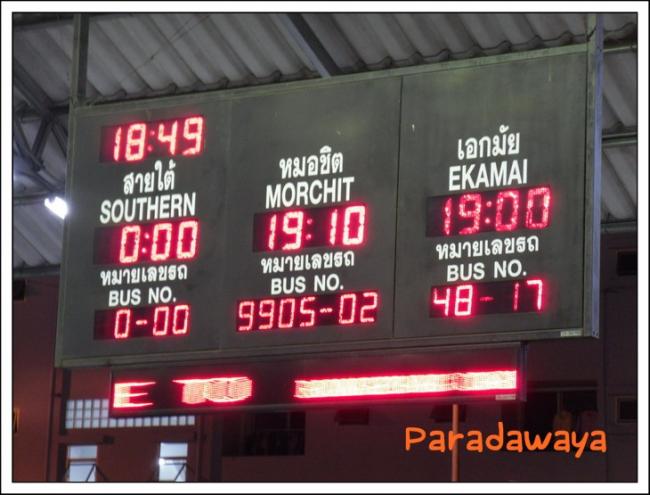 18:49
สายใต้
SOUTHERN
0:00
หมายเลขรถ
BUS NO.
0-00
หมอชิต
MORCHIT
19:10
หมายเลขรถ
BUS NO.
9905-02
เอกมัย
EKAMAI
19:00
หมายเลขรถ
BUS NO.
48-17
Paradawaya